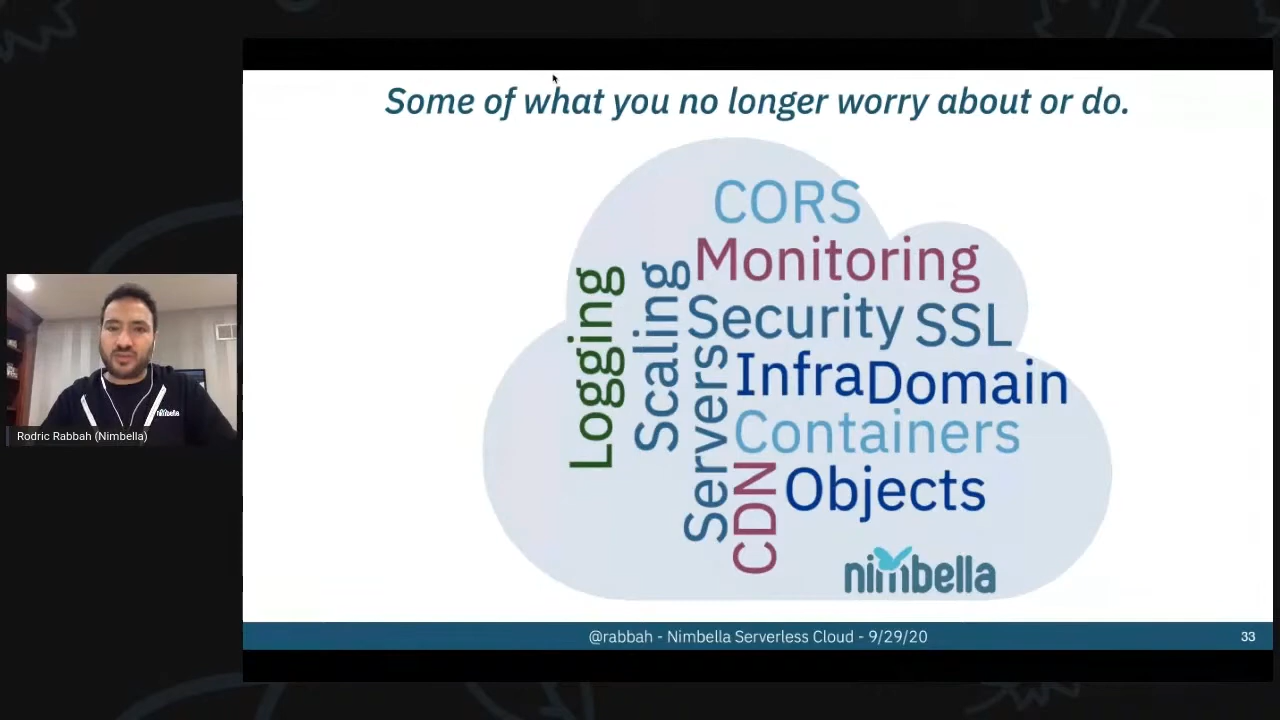 Some of what you no longer worry about or do.
CORS
Monitoring
Logging
Scaling
Security
SSL
Servers
Infra
Domain
Containers
CDN
Objects
nimbella
nimbella
Rodric Rabbah (Nimbella)
@rabbah - Nimbella Serverless Cloud - 9/29/20
33